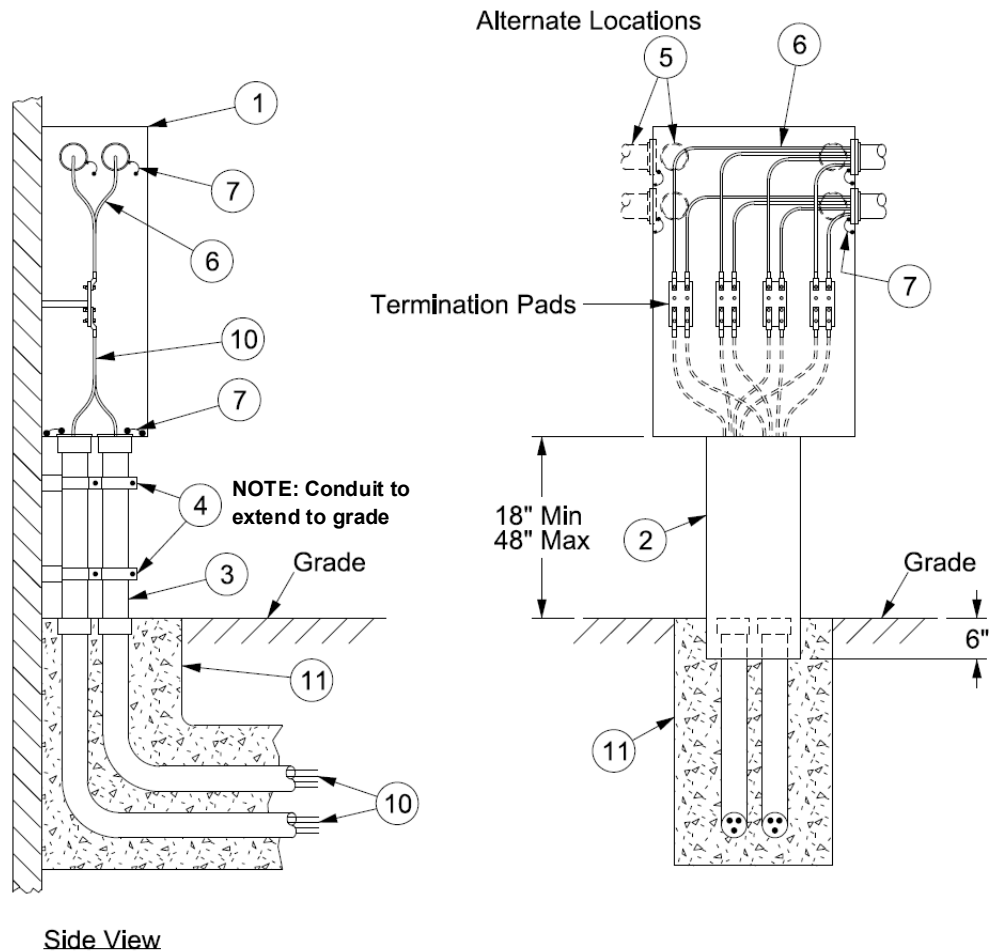 Alternate Locations
5
6
1
7
6
7
Termination Pads
10
7
4
NOTE: Conduit to
extend to grade
18" Min
48" Max
2
3
Grade
Grade
6"
11
11
10
Side View